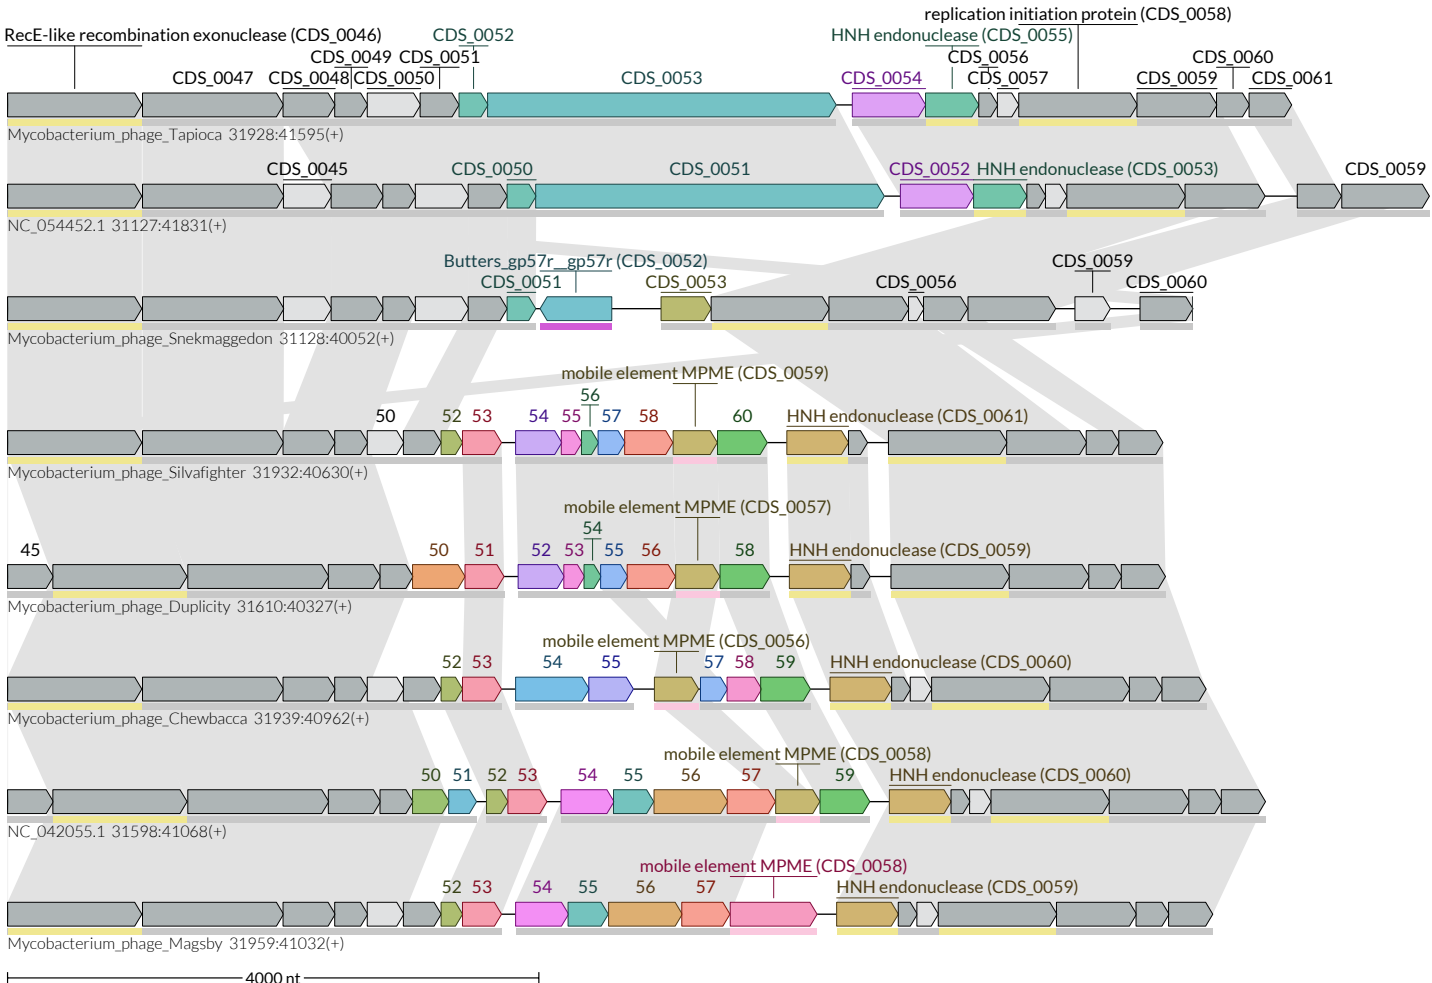 replication initiation protein (CDS_0058)
RecE-like recombination exonuclease (CDS_0046) CDS_0052 HNH endonuclease (CDS_0055)
CDS_0049 CDS_0051 CDS_0056 CDS_0060
CDS_0047 CDS_0048 CDS_0050 CDS_0053 CDS_0054 CDS_0057 CDS_0059 CDS_0061
Mycobacterium_phage_Tapioca 31928:41595(+)
CDS_0045 CDS_0050 CDS_0051 CDS_0052 HNH endonuclease (CDS_0053) CDS_0059
NC_054452.1 31127:41831(+)
Butters_gp57r__gp57r (CDS_0052) CDS_0059
CDS_0051 CDS_0053 CDS_0056 CDS_0060
Mycobacterium_phage_Snekmaggedon 31128:40052(+)
mobile element MPME (CDS_0059)
56
50 52 53 54 55 57 58 60 HNH endonuclease (CDS_0061)
Mycobacterium_phage_Silvafighter 31932:40630(+)
mobile element MPME (CDS_0057)
54
45 50 51 52 53 55 56 58 HNH endonuclease (CDS_0059)
Mycobacterium_phage_Duplicity 31610:40327(+)
mobile element MPME (CDS_0056)
52 53 54 55 57 58 59 HNH endonuclease (CDS_0060)
Mycobacterium_phage_Chewbacca 31939:40962(+)
mobile element MPME (CDS_0058)
50 51 52 53 54 55 56 57 59 HNH endonuclease (CDS_0060)
NC_042055.1 31598:41068(+)
mobile element MPME (CDS_0058)
52 53 54 55 56 57 HNH endonuclease (CDS_0059)
Mycobacterium_phage_Magsby 31959:41032(+)
4000 nt